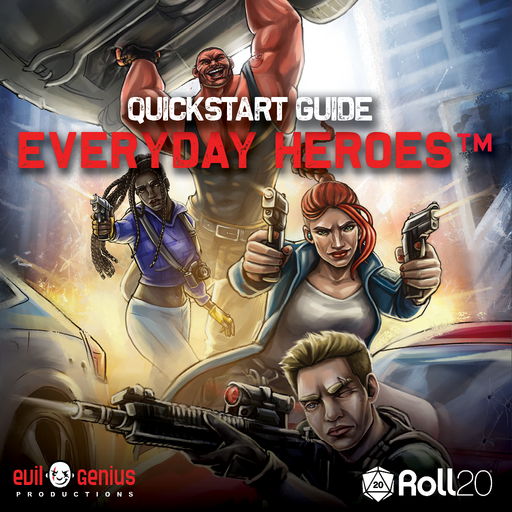 QUICKSTART GUIDE
EVERYDAY HEROES™
evil Genius
PRODUCTIONS
20 Roll20